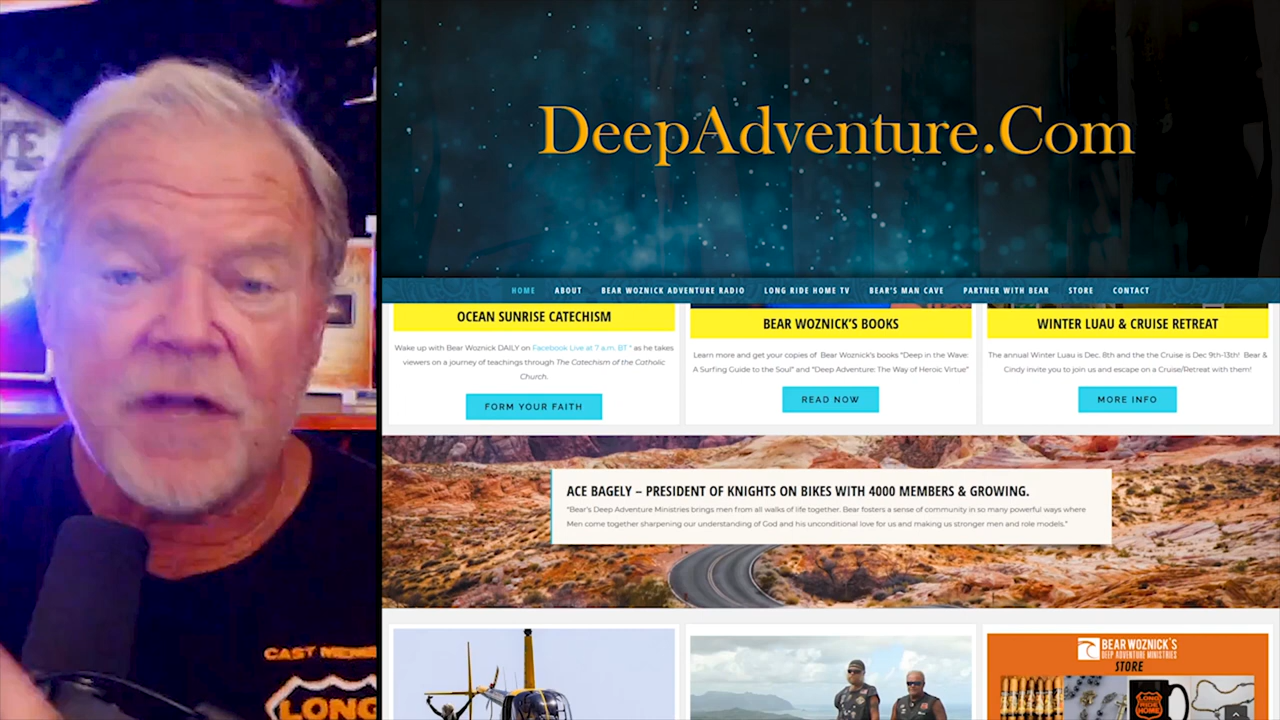 DeepAdventure.Com
HOME ABOUT BEAR WOZNICK ADVENTURE RADIO LONG RIDE HOME TV BEAR'S MAN CAVE PARTNER WITH BEAR STORE CONTACT
OCEAN SUNRISE CATECHISM
Wake up with Bear Woznick DAILY on Facebook Live at 7 a.m. BT * as he takes
viewers on a journey of teachings through The Catechism of the Catholic
Church.
FORM YOUR FAITH
BEAR WOZNICK'S BOOKS
Learn more and get your copies of Bear Woznick's books "Deep in the Wave:
A Surfing Guide to the Soul" and "Deep Adventure: The Way of Heroic Virtue"
READ NOW
WINTER LUAU & CRUISE RETREAT
The annual Winter Luau is Dec. 8th and the the Cruise is Dec 9th-13th! Bear &
Cindy invite you to join us and escape on a Cruise/Retreat with them!
MORE INFO
ACE BAGELY – PRESIDENT OF KNIGHTS ON BIKES WITH 4000 MEMBERS & GROWING.
"Bear's Deep Adventure Ministries brings men from all walks of life together. Bear fosters a sense of community in so many powerful ways where
Men come together sharpening our understanding of God and his unconditional love for us and making us stronger men and role models."
BEAR WOZNICK'S
DEEP ADVENTURE MINISTRIES
STORE
LONG
RIDE
HOME
CAST MEMBE
LONG